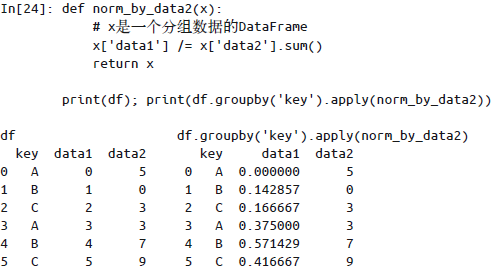 In[24]: def norm_by_data2(x):
# x是一个分组数据的DataFrame
x['data1'] /= x['data2'].sum()
return x
print(df); print(df.groupby('key').apply(norm_by_data2))
df df.groupby('key').apply(norm_by_data2)
key data1 data2 key data1 data2
0 A 0 5 0 A 0.000000 5
1 B 1 0 1 B 0.142857 0
2 C 2 3 2 C 0.166667 3
3 A 3 3 3 A 0.375000 3
4 B 4 7 4 B 0.571429 7
5 C 5 9 5 C 0.416667 9